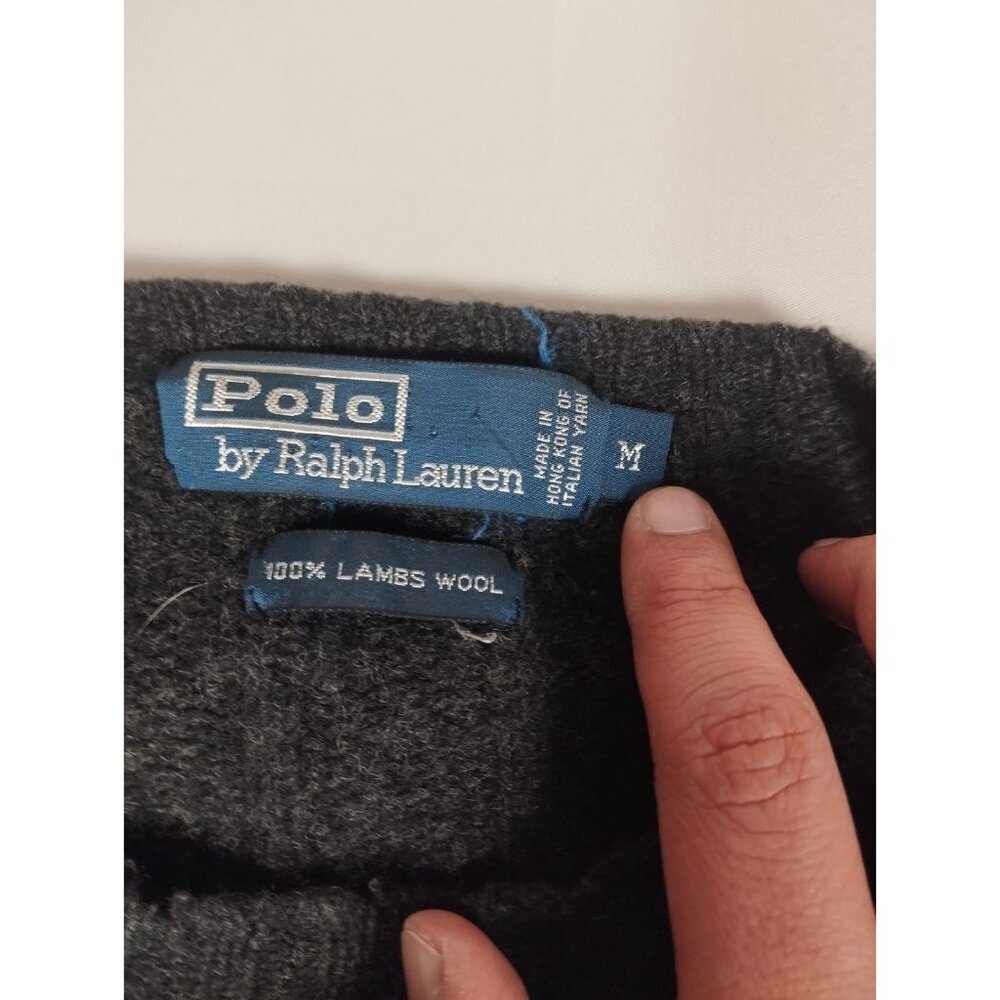 Polo
by Ralph Lauren
MADE IN
HONG KONG OF
ITALIAN YARN
M
100% LAMBS WOOL